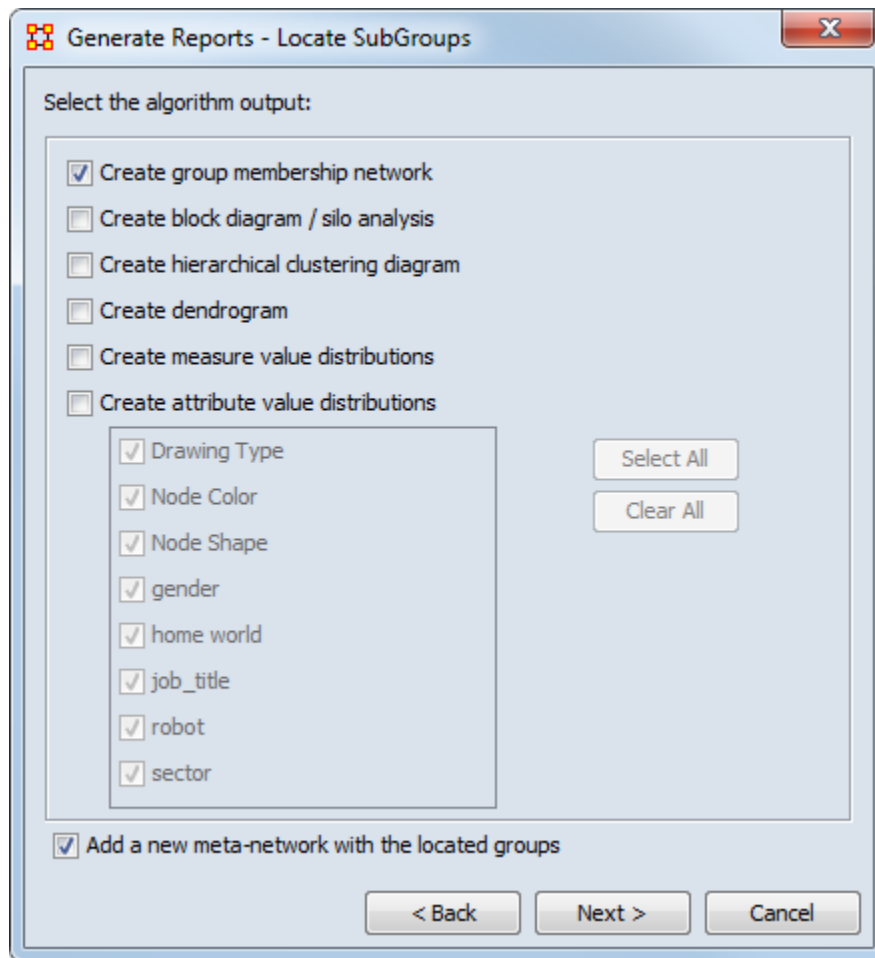 Generate Reports - Locate SubGroups
Select the algorithm output:
Create group membership network
Create block diagram / silo analysis
Create hierarchical clustering diagram
Create dendrogram
Create measure value distributions
Create attribute value distributions
Drawing Type
Node Color
Node Shape
gender
home world
job_title
robot
sector
Select All
Clear All
Add a new meta-network with the located groups
< Back
Next >
Cancel